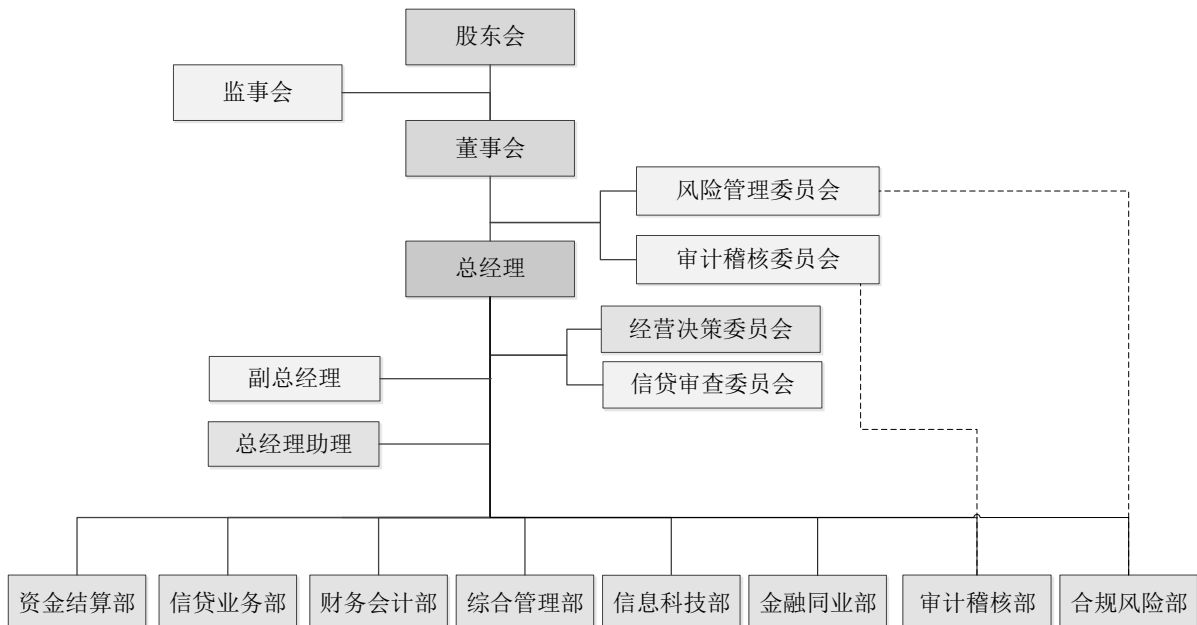 股东会
监事会
董事会
风险管理委员会
审计稽核委员会
总经理
经营决策委员会
副总经理
信贷审查委员会
总经理助理
资金结算部
信贷业务部
财务会计部
综合管理部
信息科技部
金融同业部
审计稽核部
合规风险部